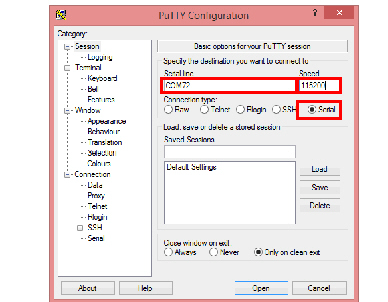 PuTTY Configuration
Category:
Session
Logging
Terminal
Keyboard
Bell
Features
Window
Appearance
Behaviour
Translation
Selection
Colours
Connection
Data
Proxy
Telnet
Rlogin
SSH
Serial
Basic options for your PuTTY session
Specify the destination you want to connect to
Serial line
Speed
COM72
115200
Connection type:
Raw
Telnet
Rlogin
SSH
Serial
Load, save or delete a stored session
Saved Sessions
Default Settings
Load
Save
Delete
Close window on exit
Always
Never
Only on clean exit
About
Help
Open
Cancel